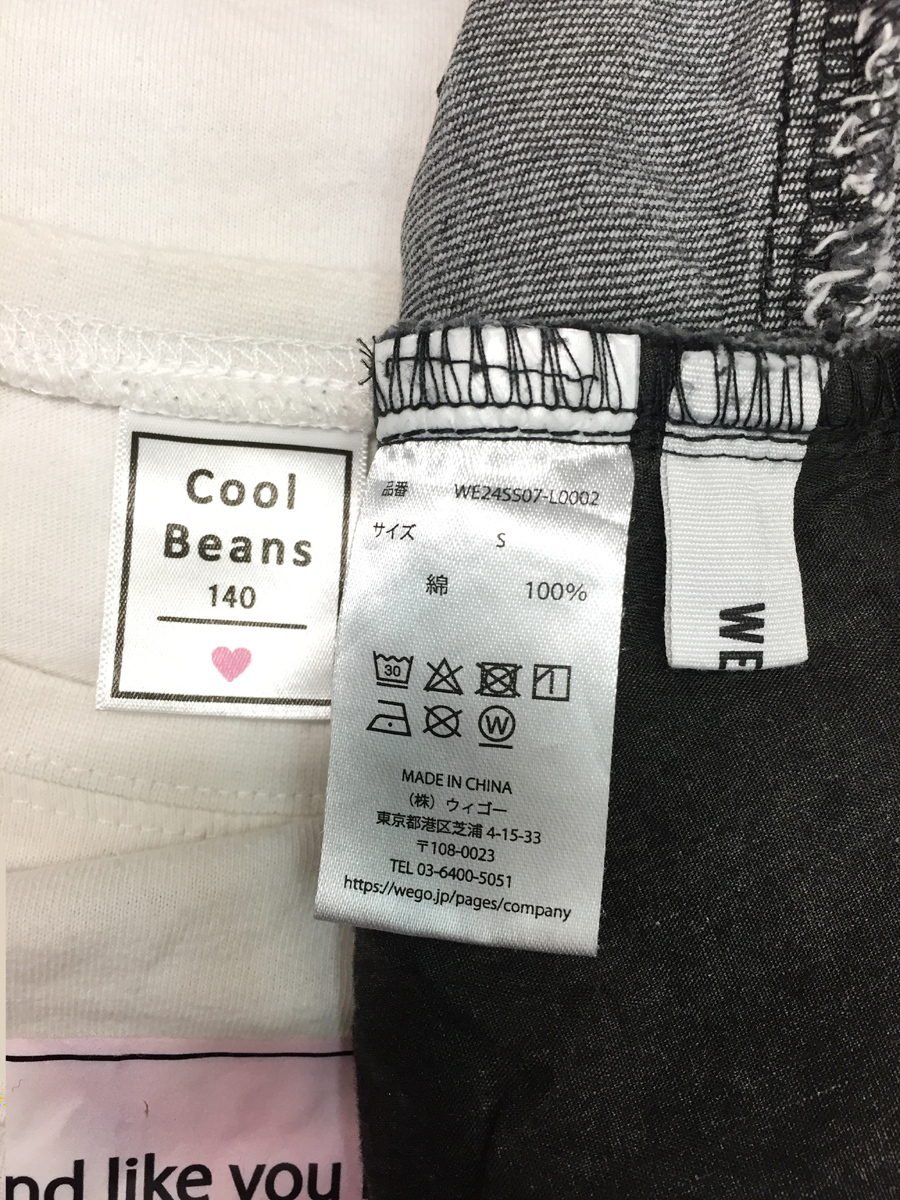 Cool
Beans
140
品番 WE24SS07-L0002
サイズ S
綿 100%
30
W
MADE IN CHINA
(株) ウィゴー
東京都港区芝浦 4-15-33
〒108-0023
TEL 03-6400-5051
https://wego.jp/pages/company
WE
nd like you